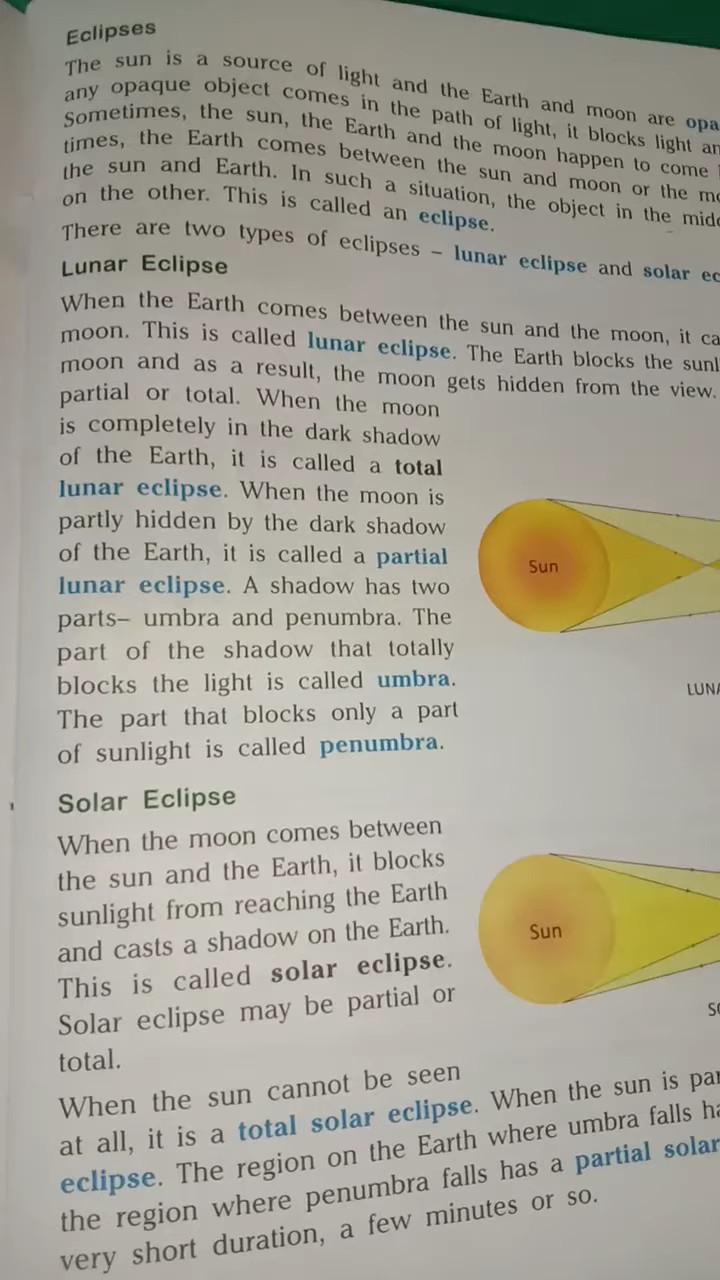 Eclipses
The sun is a source of light and the Earth and moon are opa
any opaque object comes in the path of light, it blocks light an
Sometimes, the sun, the Earth and the moon happen to come
times, the Earth comes between the sun and moon or the mo
the sun and Earth. In such a situation, the object in the midd
on the other. This is called an eclipse.
There are two types of eclipses – lunar eclipse and solar ec
Lunar Eclipse
When the Earth comes between the sun and the moon, it ca
moon. This is called lunar eclipse. The Earth blocks the sunl
moon and as a result, the moon gets hidden from the view.
partial or total. When the moon
is completely in the dark shadow
of the Earth, it is called a total
lunar eclipse. When the moon is
partly hidden by the dark shadow
of the Earth, it is called a partial
lunar eclipse. A shadow has two
parts– umbra and penumbra. The
part of the shadow that totally
blocks the light is called umbra.
The part that blocks only a part
of sunlight is called penumbra.
Sun
LUNA
Solar Eclipse
When the moon comes between
the sun and the Earth, it blocks
sunlight from reaching the Earth
and casts a shadow on the Earth.
This is called solar eclipse.
Solar eclipse may be partial or
total.
Sun
SO
When the sun cannot be seen
at all, it is a total solar eclipse. When the sun is par
eclipse. The region on the Earth where umbra falls ha
the region where penumbra falls has a partial solar
very short duration, a few minutes or so.